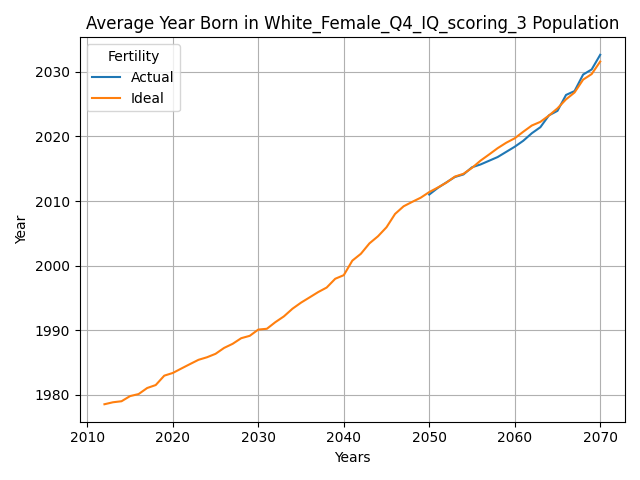 Average Year Born in White_Female_Q4_IQ_scoring_3 Population
Fertility
Actual
Ideal
Year
2030
2020
2010
2000
1990
1980
2010 2020 2030 2040 2050 2060 2070
Years